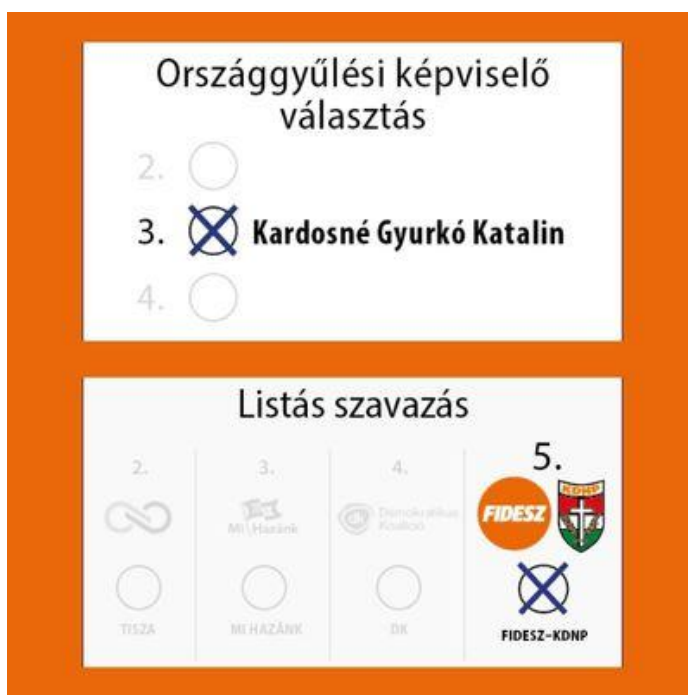 Országgyűlési képviselő
választás
2.
3. Kardosné Gyurkó Katalin
4.
Listás szavazás
2. 3. 4. 5.
Mi Hazánk Demokratikus FIDESZ KDNP
Koalíció
TISZA MI HAZÁNK DK FIDESZ-KDNP